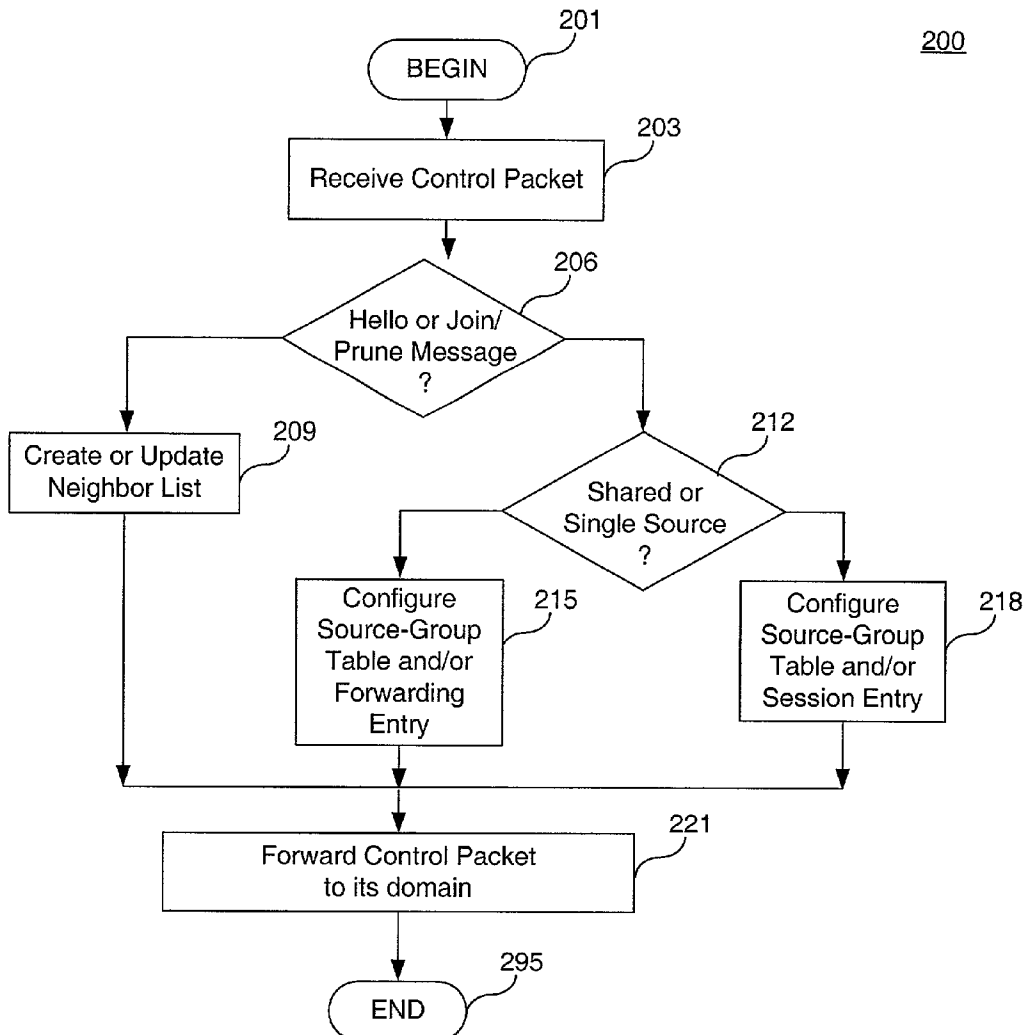 201
200
BEGIN
203
Receive Control Packet
206
Hello or Join/
Prune Message
?
209
Create or Update
Neighbor List
212
Shared or
Single Source
?
215
Configure
Source-Group
Table and/or
Forwarding
Entry
218
Configure
Source-Group
Table and/or
Session Entry
221
Forward Control Packet
to its domain
295
END